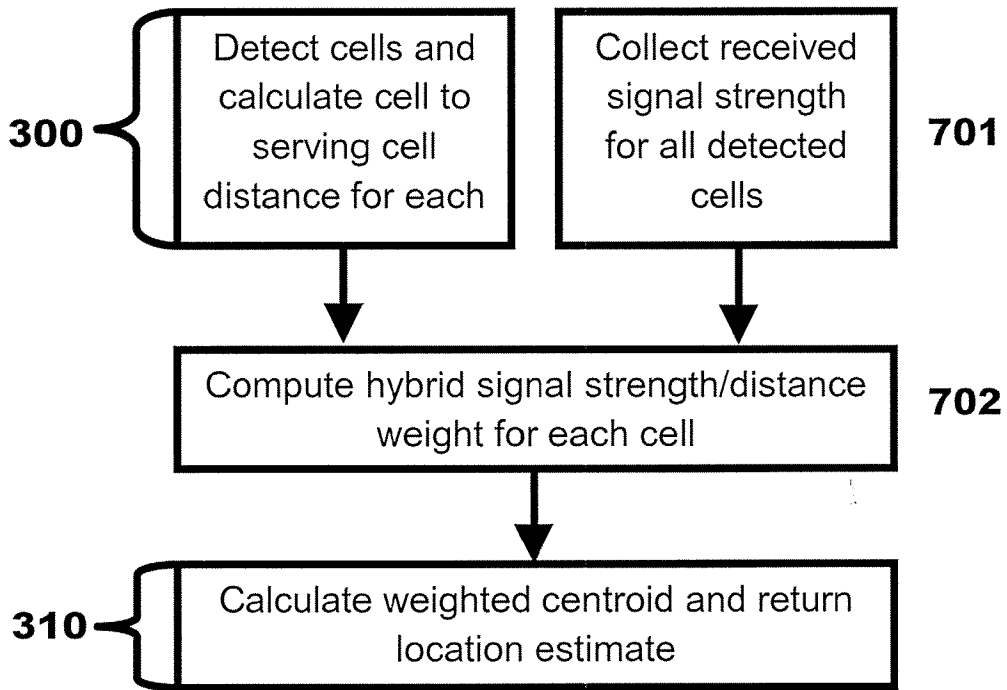 300
Detect cells and
calculate cell to
serving cell
distance for each
Collect received
signal strength
for all detected
cells
701
Compute hybrid signal strength/distance
weight for each cell
702
310
Calculate weighted centroid and return
location estimate